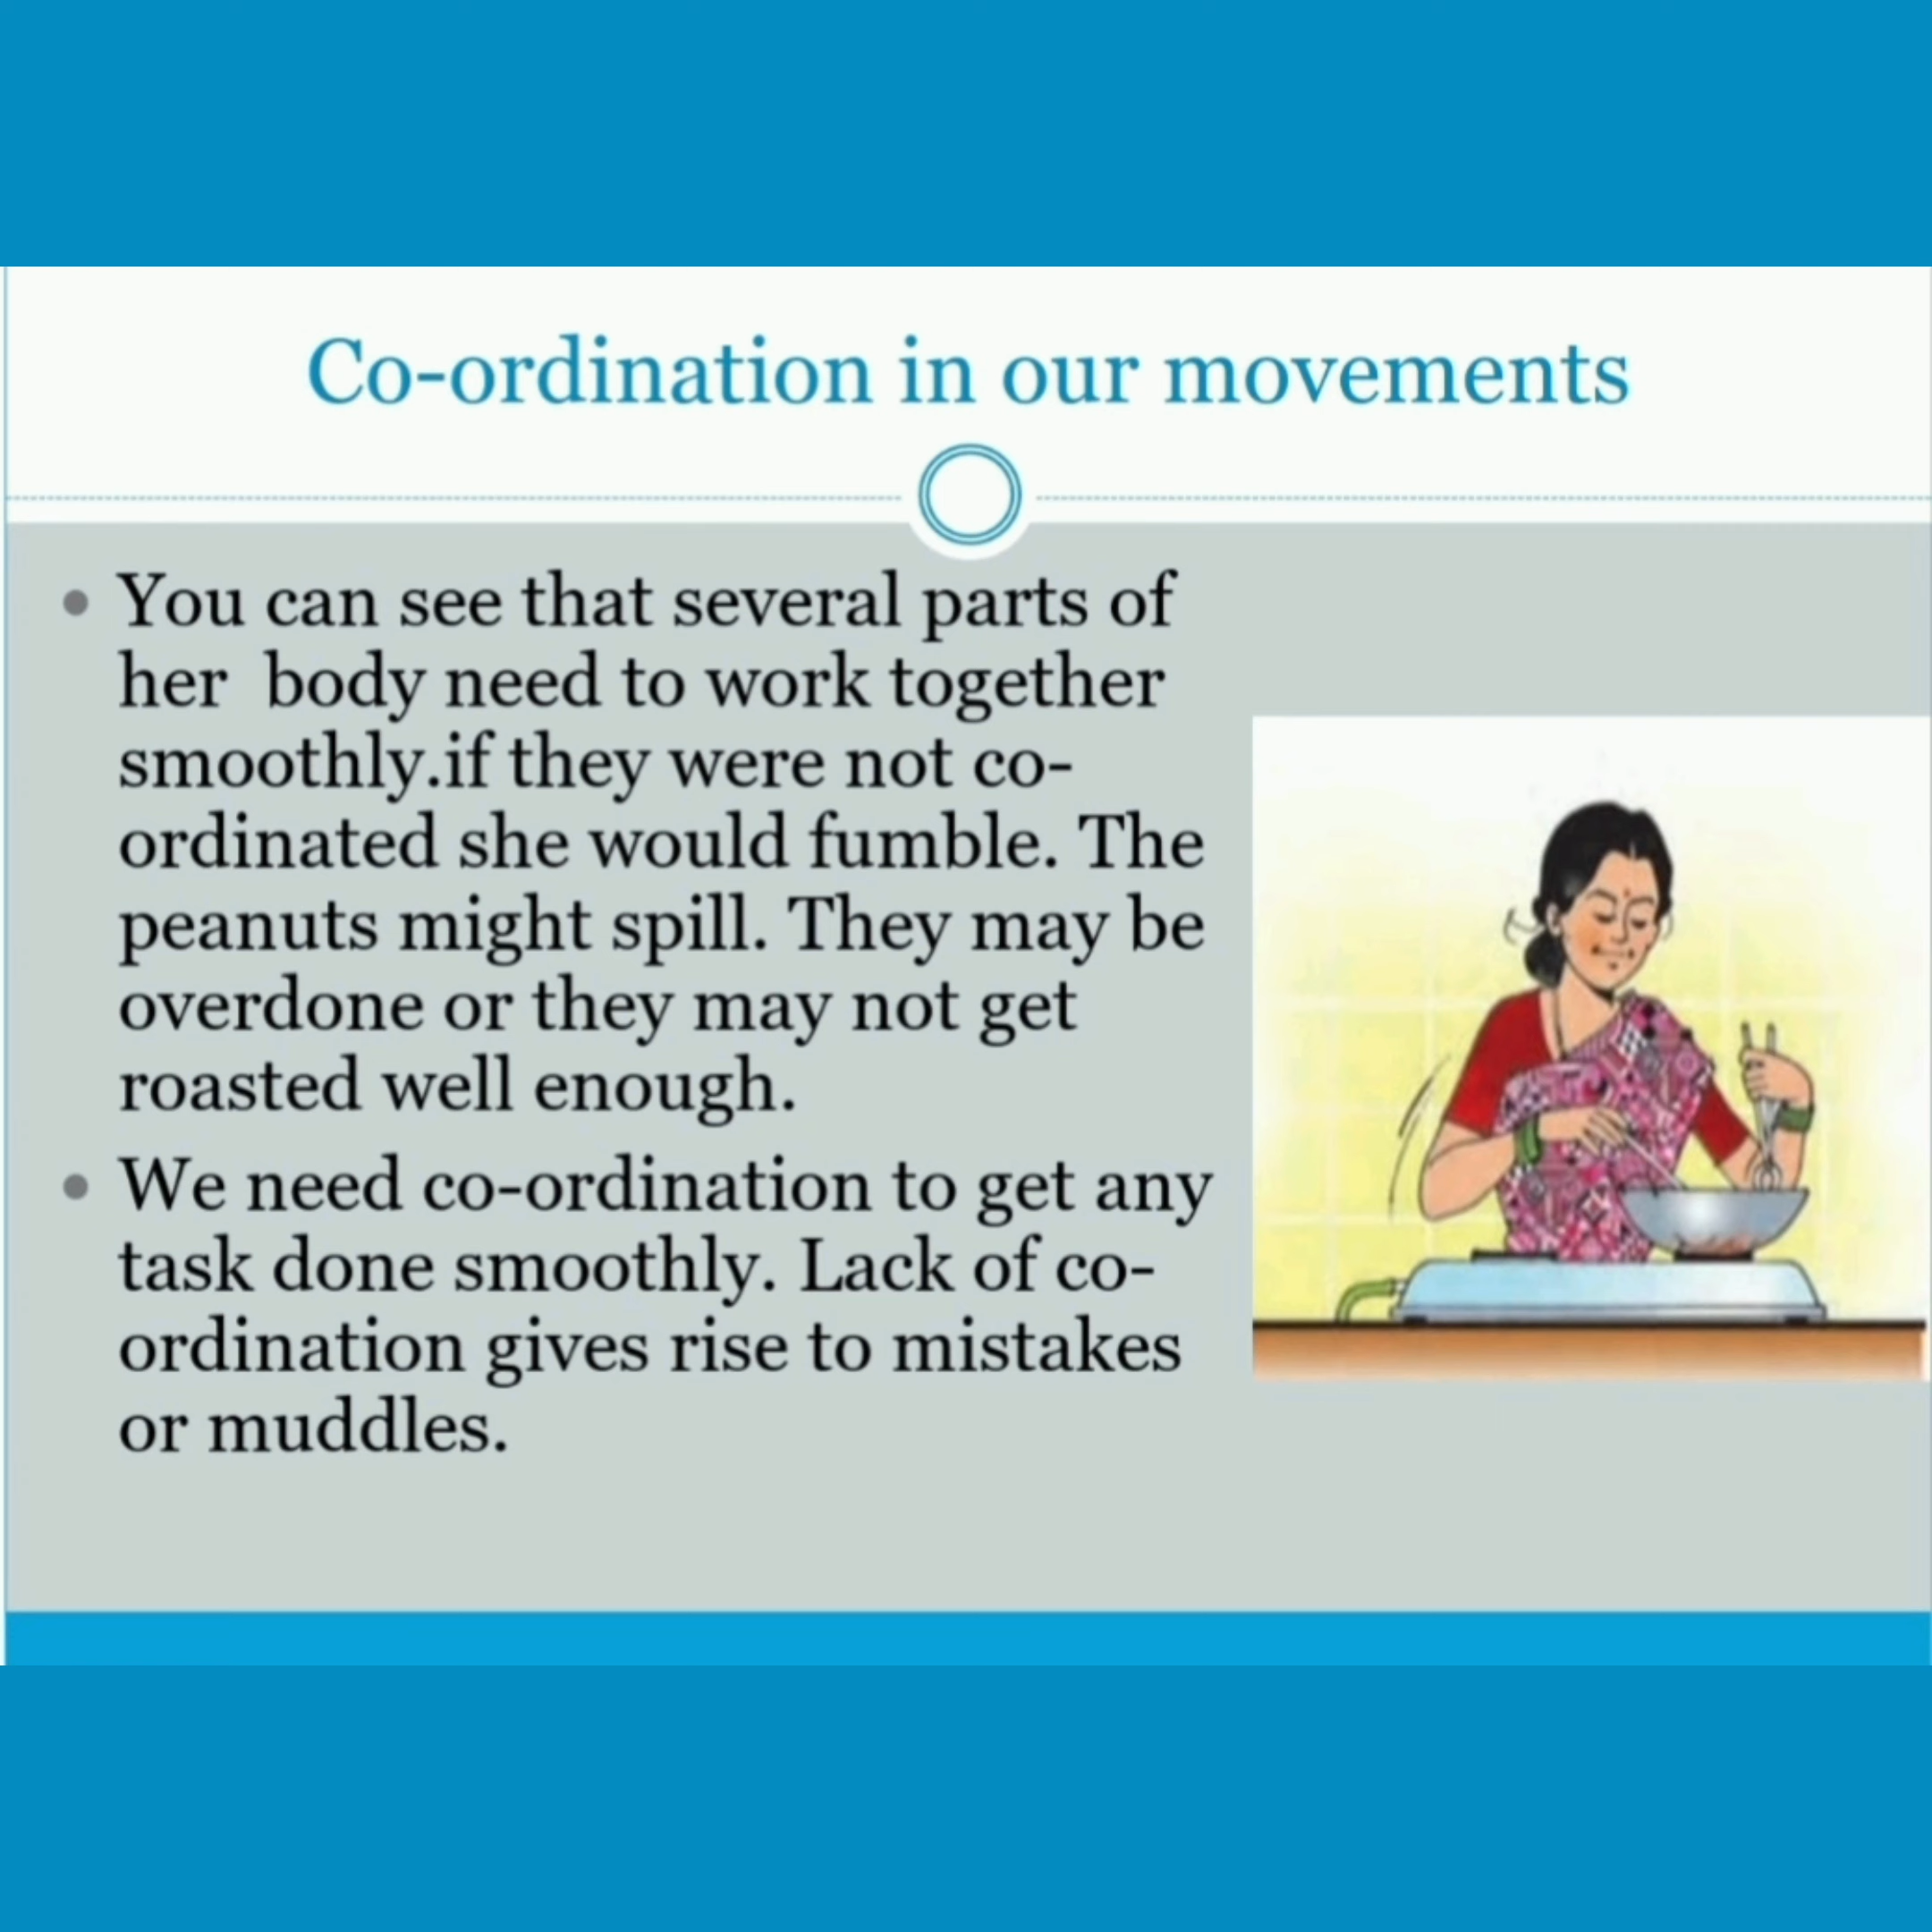 Co-ordination in our movements
You can see that several parts of
her  body need to work together
smoothly.if they were not co-
ordinated she would fumble. The
peanuts might spill. They may be
overdone or they may not get
roasted well enough.
We need co-ordination to get any
task done smoothly. Lack of co-
ordination gives rise to mistakes
or muddles.